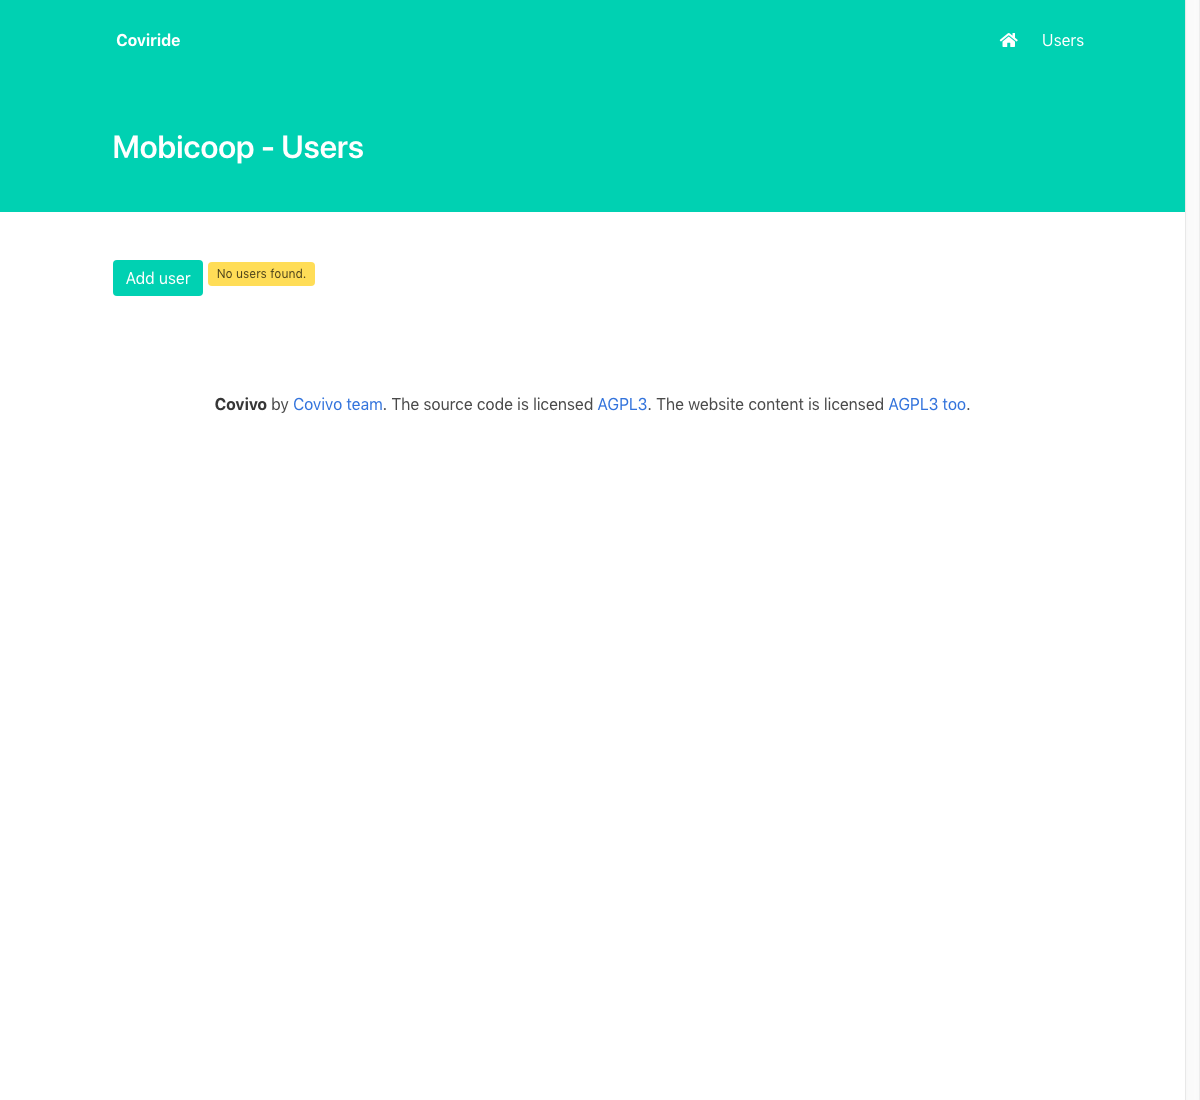 Coviride Users
Mobicoop - Users
Add user No users found.
Covivo by Covivo team. The source code is licensed AGPL3. The website content is licensed AGPL3 too.